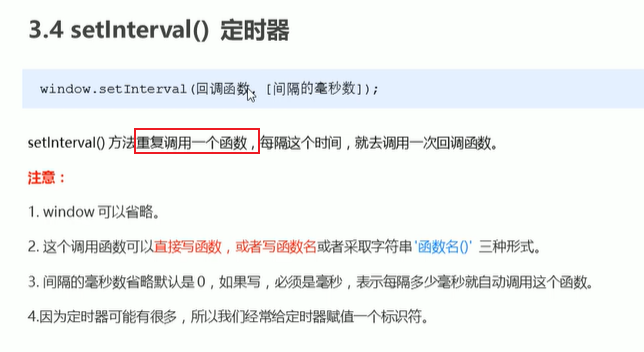 3.4 setInterval() 定时器
window.setInterval(回调函数, [间隔的毫秒数]);
setInterval() 方法重复调用一个函数，每隔这个时间，就去调用一次回调函数。
注意：
1. window 可以省略。
2. 这个调用函数可以直接写函数，或者写函数名或者采取字符串 '函数名()' 三种形式。
3. 间隔的毫秒数省略默认是 0，如果写，必须是毫秒，表示每隔多少毫秒就自动调用这个函数。
4.因为定时器可能有很多，所以我们经常给定时器赋值一个标识符。